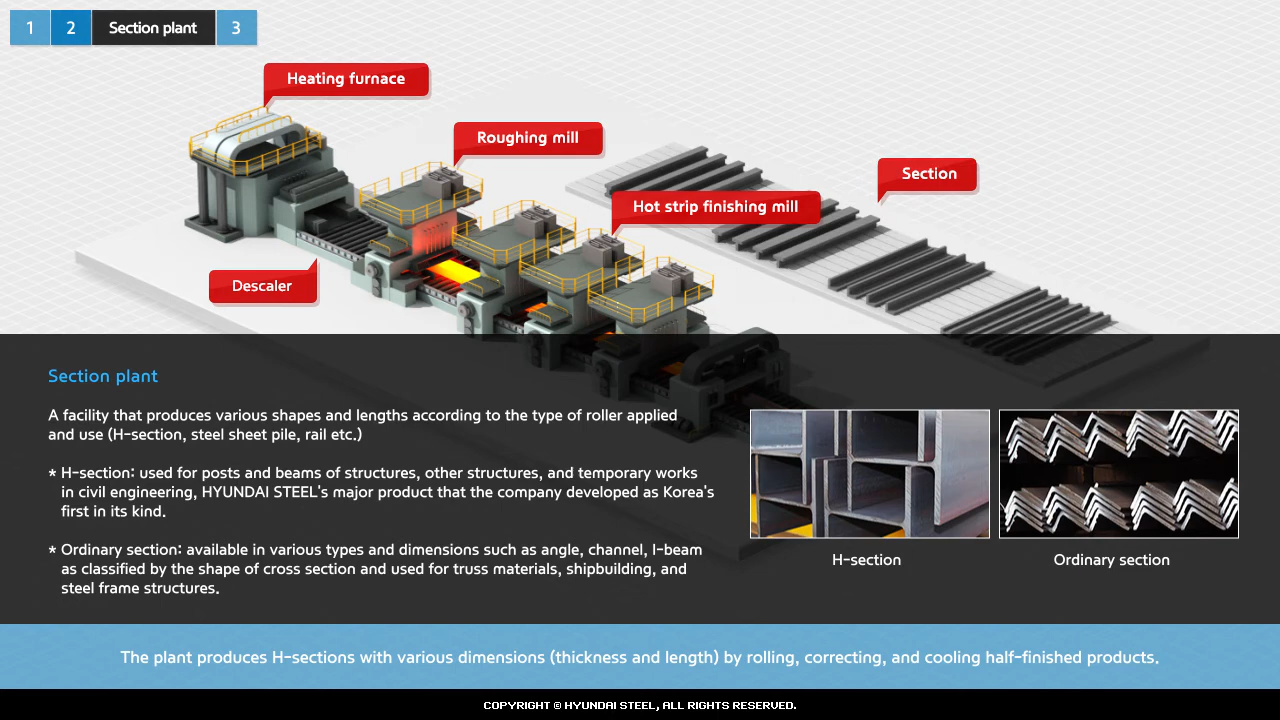 1 2 Section plant 3
Heating furnace
Roughing mill
Section
Hot strip finishing mill
Descaler
Section plant
A facility that produces various shapes and lengths according to the type of roller applied
and use (H-section, steel sheet pile, rail etc.)
* H-section: used for posts and beams of structures, other structures, and temporary works
in civil engineering, HYUNDAI STEEL's major product that the company developed as Korea's
first in its kind.
* Ordinary section: available in various types and dimensions such as angle, channel, I-beam
as classified by the shape of cross section and used for truss materials, shipbuilding, and
steel frame structures.
H-section
Ordinary section
The plant produces H-sections with various dimensions (thickness and length) by rolling, correcting, and cooling half-finished products.
COPYRIGHT © HYUNDAI STEEL, ALL RIGHTS RESERVED.